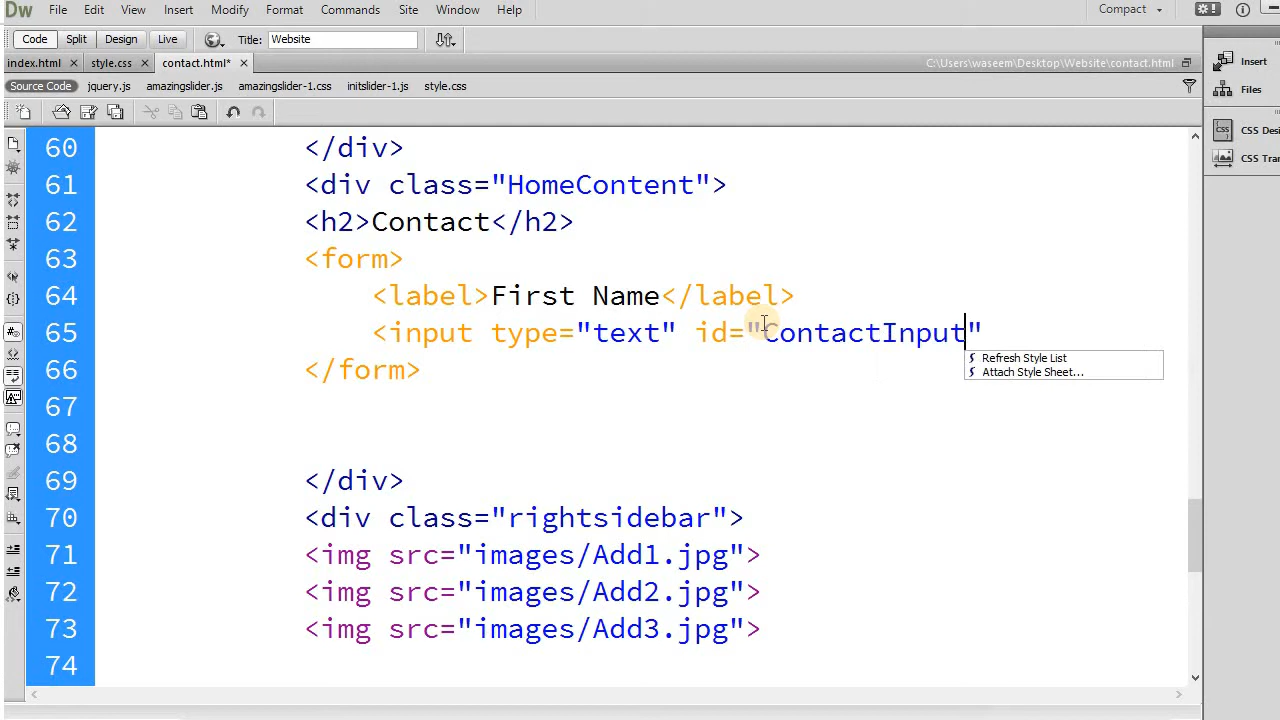 Dw File Edit View Insert Modify Format Commands Site Window Help Compact
Code Split Design Live Title: Website
index.html style.css contact.html* C:\Users\waseem\Desktop\Website\contact.html
Source Code jquery.js amazingslider.js amazingslider-1.css initslider-1.js style.css
Insert
Files
CSS Des
CSS Tran
60 </div>
61 <div class="HomeContent">
62 <h2>Contact</h2>
63 <form>
64 <label>First Name</label>
65 <input type="text" id="ContactInput"
Refresh Style List
Attach Style Sheet...
66 </form>
67
68
69 </div>
70 <div class="rightsidebar">
71 <img src="images/Add1.jpg">
72 <img src="images/Add2.jpg">
73 <img src="images/Add3.jpg">
74